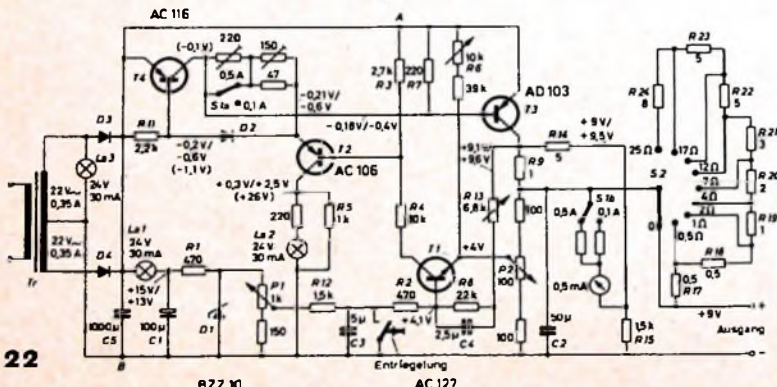 AC 116
A
220
150
R23
5
(-0,1V)
T4
0,5A
0,1A
47
S1a
2,7k
R3
220
R7
10k
R6
39k
AD 103
T3
R24
8
R22
5
R21
3
-0,21V/
-0,6V
-0,18V/-0,4V
+9V/
+9,5V
D3
R11
2,2k
D2
La3
24V
30mA
-0,2V/
-0,6V
(-1,1V)
T2
AC 106
+9,1V/
+9,6V
R14
5
R9
1
25Ω
17Ω
12Ω
7Ω
4Ω
2Ω
1Ω
0,5Ω
0
S2
R20
2
R19
1
22V~
0,35A
+0,3V/+2,5V
(+26V)
R13
6,8k
100
S1b
0,5A
0,1A
22V~
0,35A
La1
24V
30mA
220
La2
24V
30mA
R5
1k
R4
10k
T1
+4V
R18
0,5
D4
R1
470
P2
100
0,5mA
0,5
R17
Tr
+15V/
+13V
P1
1k
R12
1,5k
R2
470
R8
22k
+9V
+
22
1000µ
C5
100µ
C1
D1
150
5µ
C3
+4,1V
2,5µ
C4
100
50µ
C2
1,5k
R15
Ausgang
-
B
Entriegelung
BZZ 10
AC 127